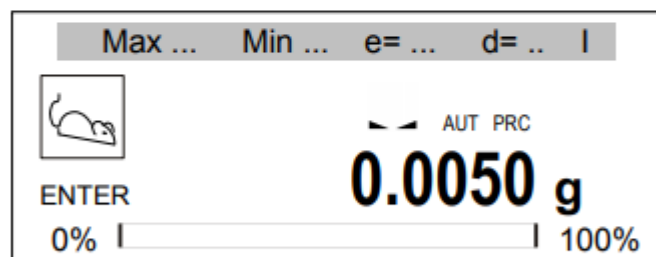 Max ... Min ... e= ... d= .. I
AUT PRC
0.0050 g
ENTER
0% 100%